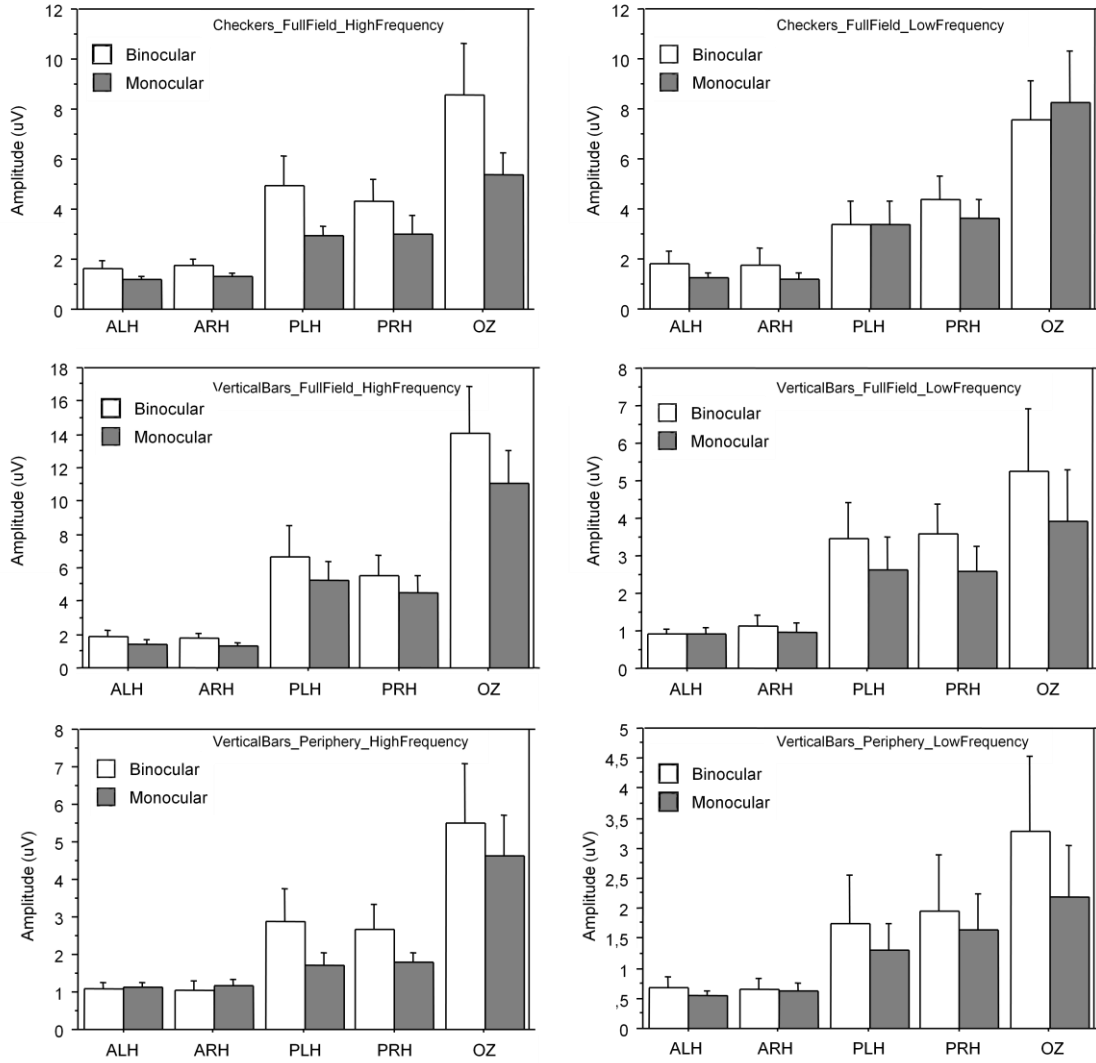 Checkers_FullField_HighFrequency
Binocular
Monocular
Amplitude (uV)
12
10
8
6
4
2
0
ALH ARH PLH PRH OZ
Checkers_FullField_LowFrequency
Binocular
Monocular
Amplitude (uV)
12
10
8
6
4
2
0
ALH ARH PLH PRH OZ
VerticalBars_FullField_HighFrequency
Binocular
Monocular
Amplitude (uV)
18
16
14
12
10
8
6
4
2
0
ALH ARH PLH PRH OZ
VerticalBars_FullField_LowFrequency
Binocular
Monocular
Amplitude (uV)
8
7
6
5
4
3
2
1
0
ALH ARH PLH PRH OZ
VerticalBars_Periphery_HighFrequency
Binocular
Monocular
Amplitude (uV)
8
7
6
5
4
3
2
1
0
ALH ARH PLH PRH OZ
VerticalBars_Periphery_LowFrequency
Binocular
Monocular
Amplitude (uV)
5
4,5
4
3,5
3
2,5
2
1,5
1
,5
0
ALH ARH PLH PRH OZ